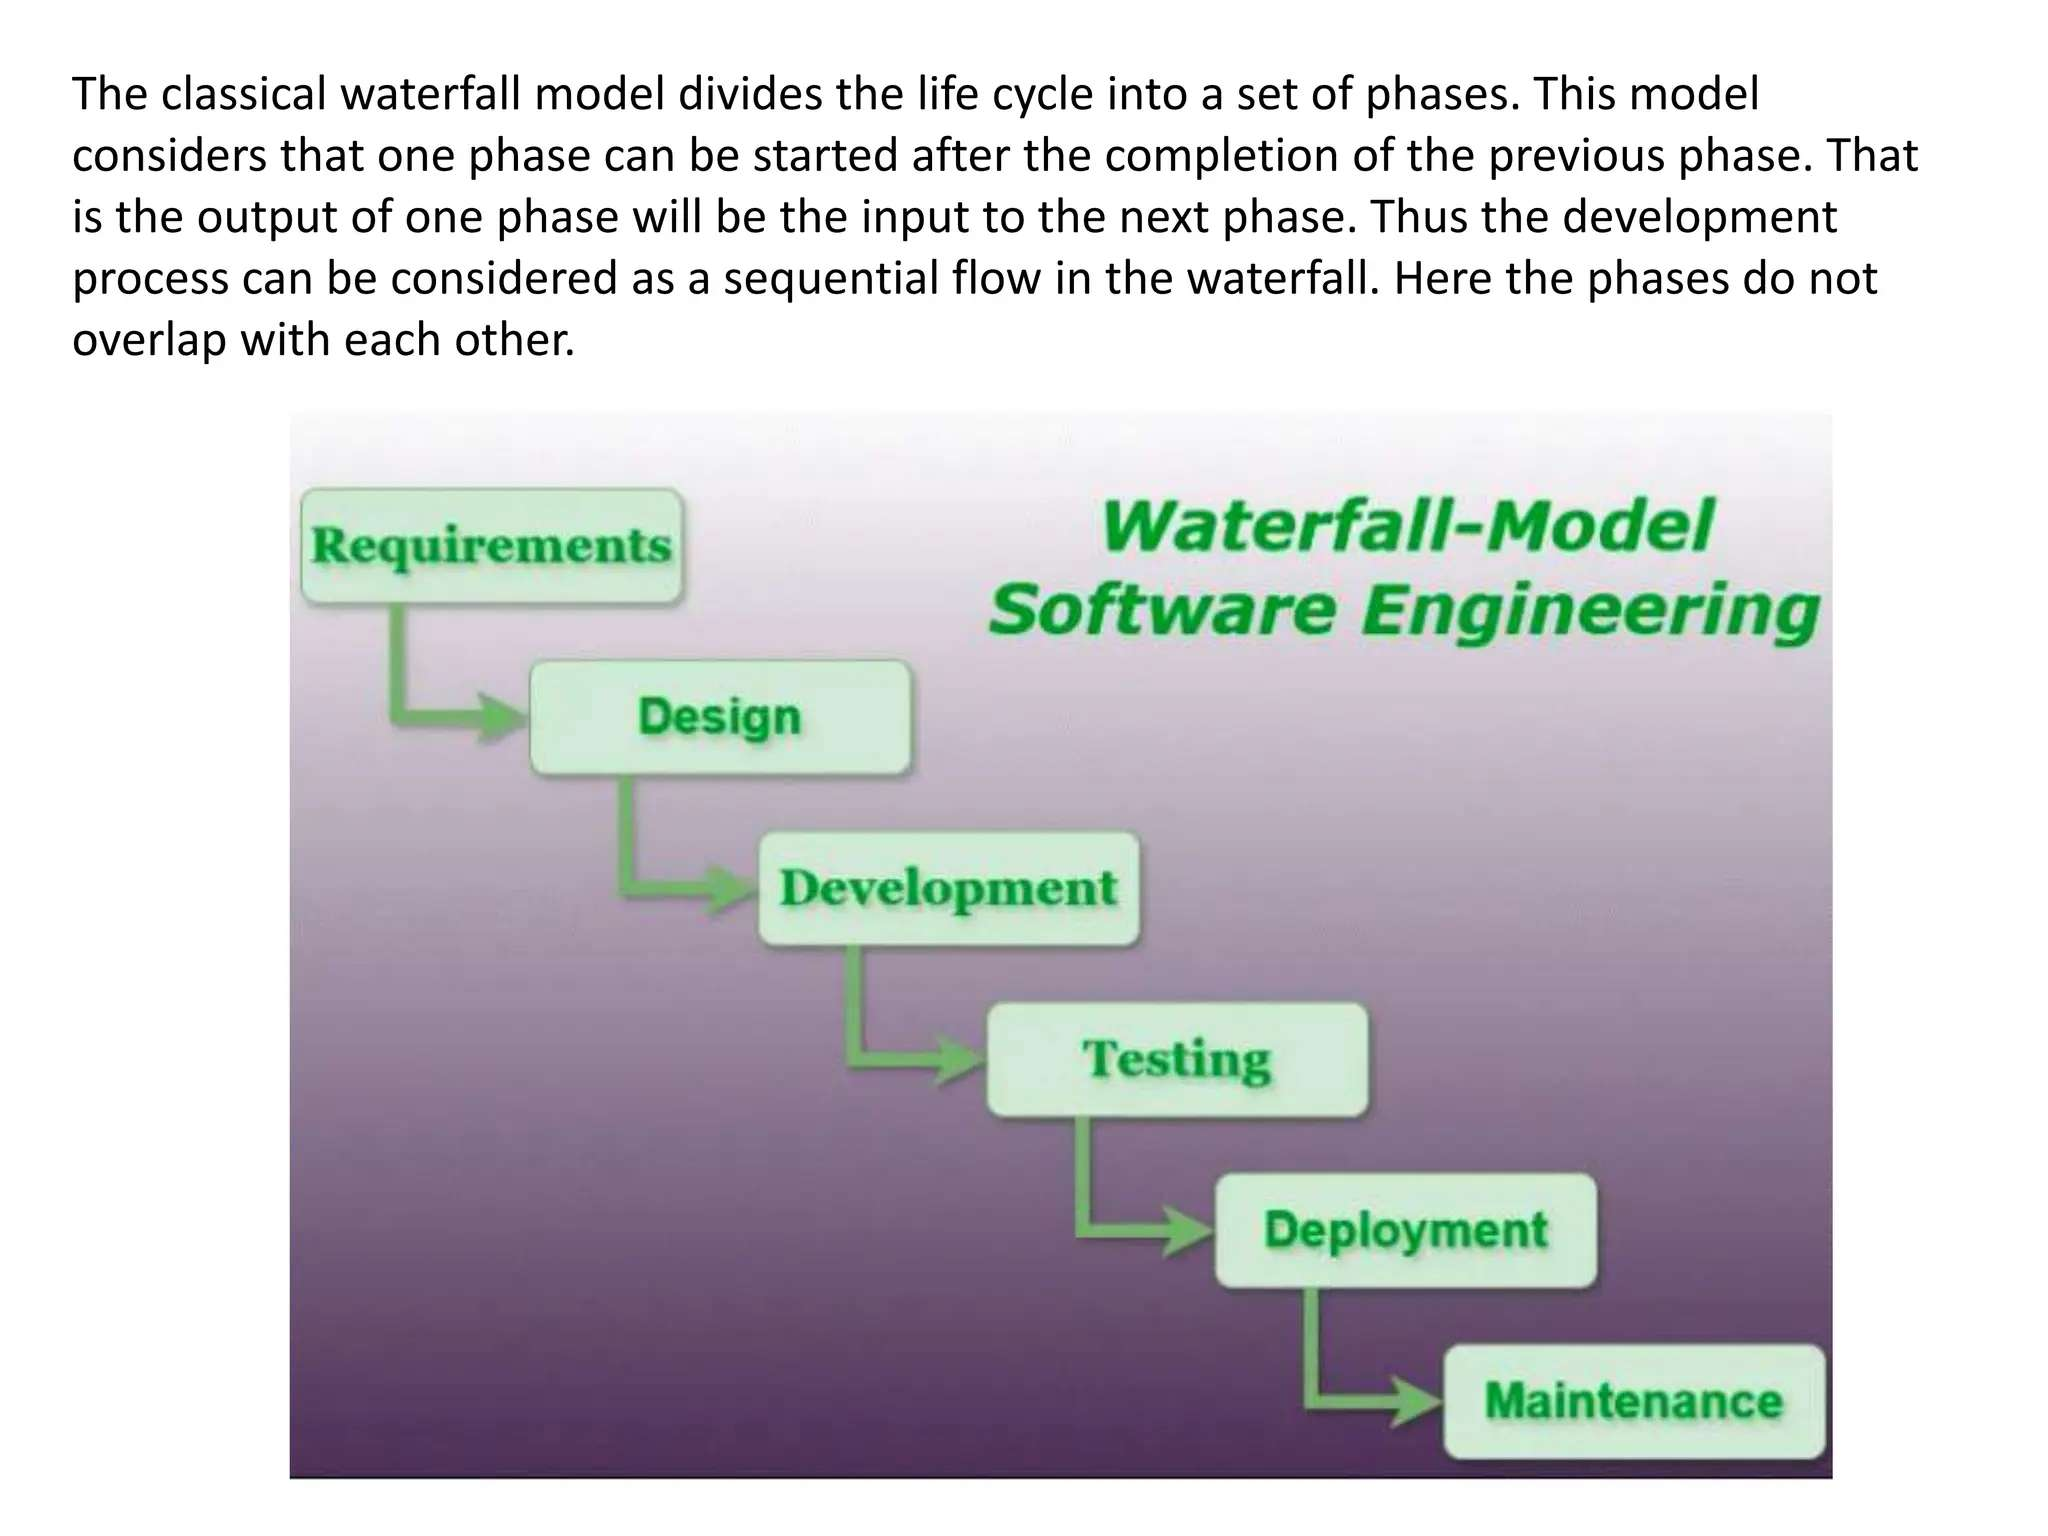 The classical waterfall model divides the life cycle into a set of phases. This model
considers that one phase can be started after the completion of the previous phase. That
is the output of one phase will be the input to the next phase. Thus the development
process can be considered as a sequential flow in the waterfall. Here the phases do not
overlap with each other.
Waterfall-Model
Software Engineering
Requirements
Design
Development
Testing
Deployment
Maintenance